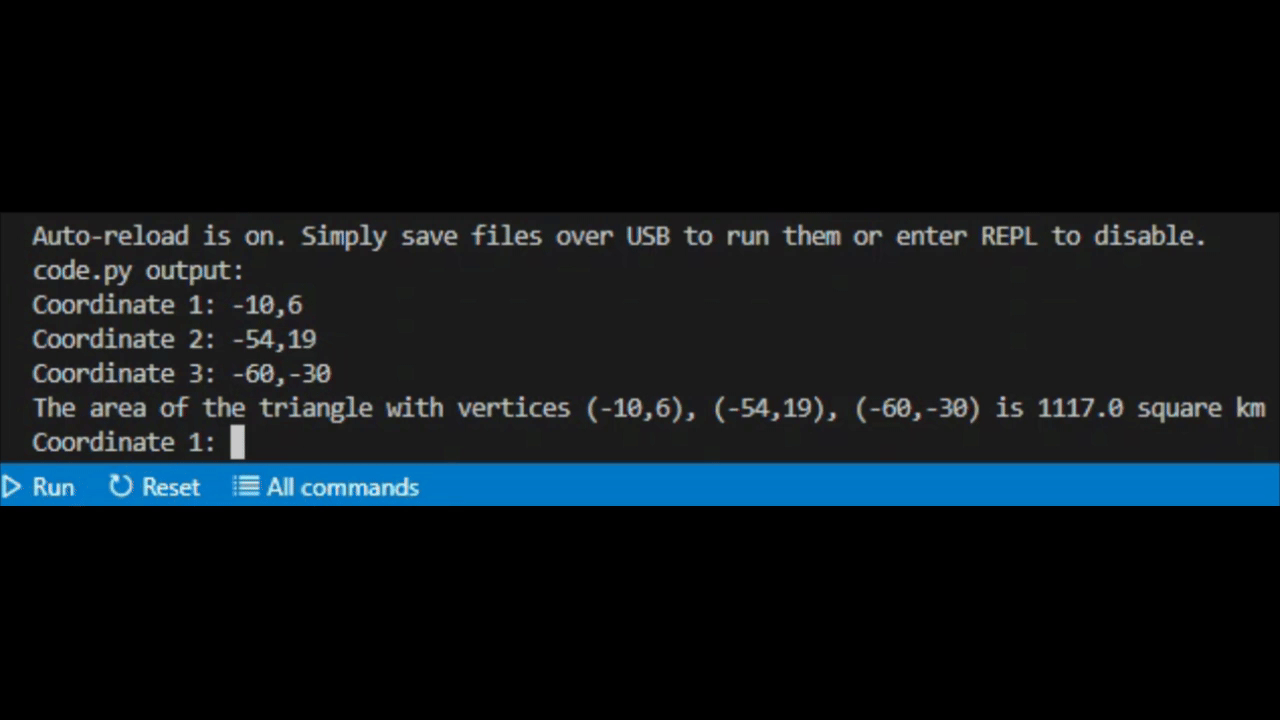 Auto-reload is on. Simply save files over USB to run them or enter REPL to disable.
code.py output:
Coordinate 1: -10,6
Coordinate 2: -54,19
Coordinate 3: -60,-30
The area of the triangle with vertices (-10,6), (-54,19), (-60,-30) is 1117.0 square km
Coordinate 1:
Run Reset All commands